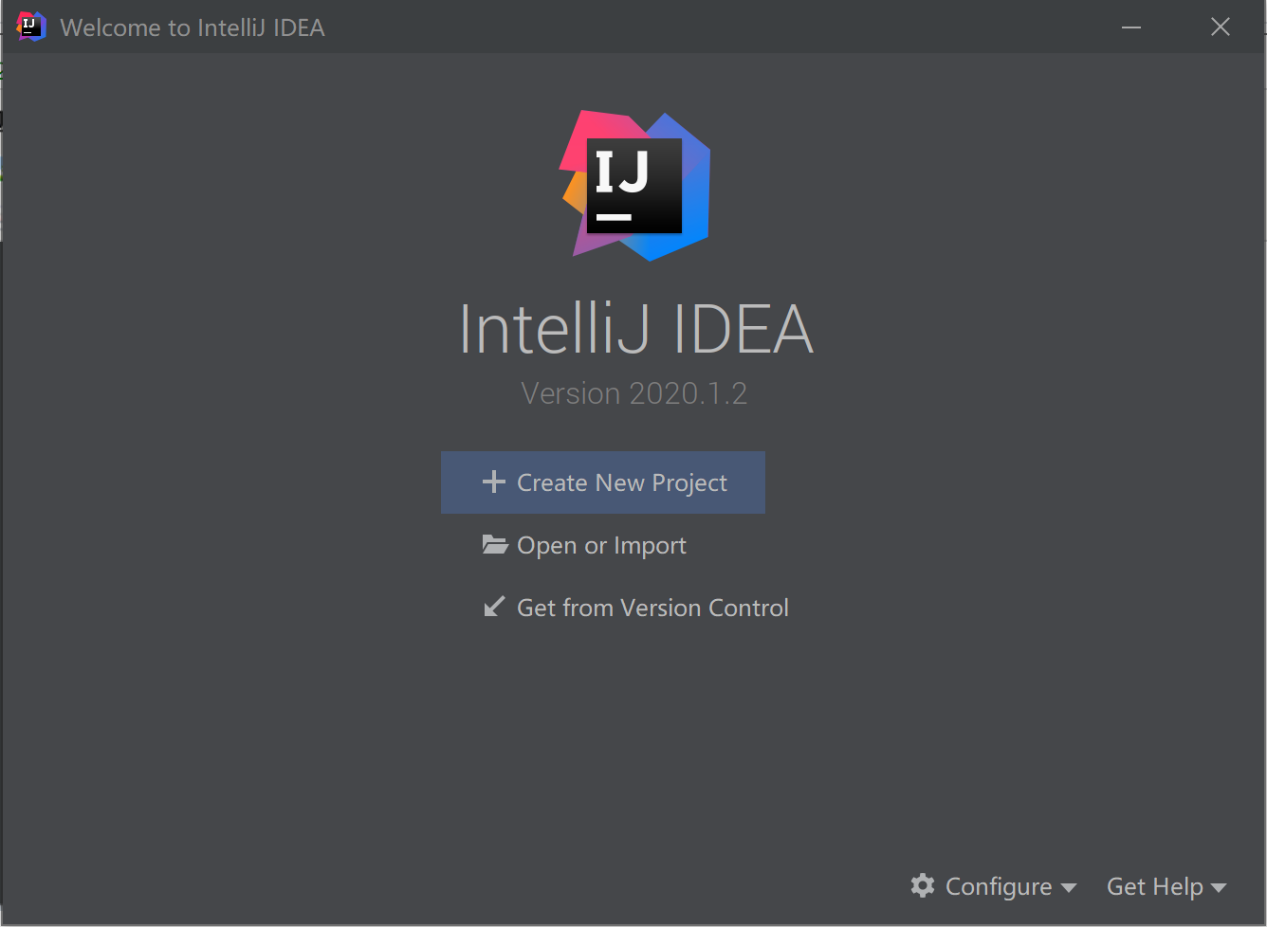 Welcome to IntelliJ IDEA
IJ
IntelliJ IDEA
Version 2020.1.2
Create New Project
Open or Import
Get from Version Control
Configure
Get Help